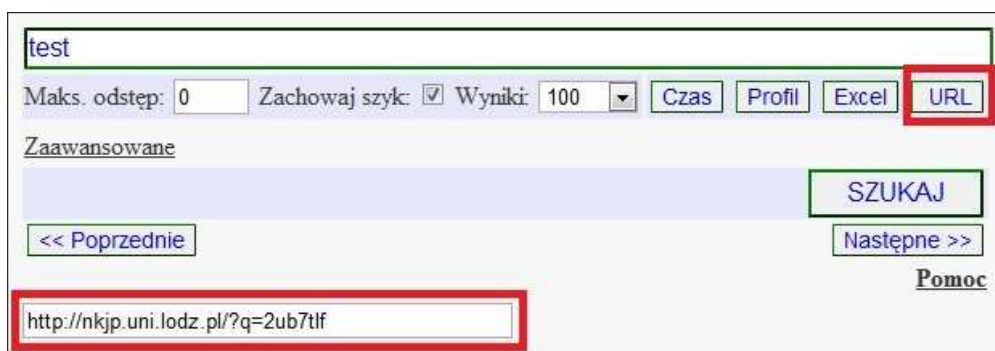 test
Maks. odstęp: 0 Zachowaj szyk: Wyniki: 100 Czas Profil Excel URL
Zaawansowane
SZUKAJ
<< Poprzednie Następne >>
Pomoc
http://nkjp.uni.lodz.pl/?q=2ub7tlf